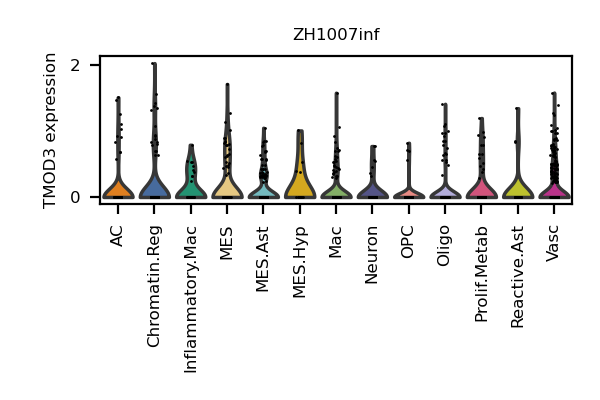 ZH1007inf
TMOD3 expression
2
0
AC
Chromatin.Reg
Inflammatory.Mac
MES
MES.Ast
MES.Hyp
Mac
Neuron
OPC
Oligo
Prolif.Metab
Reactive.Ast
Vasc